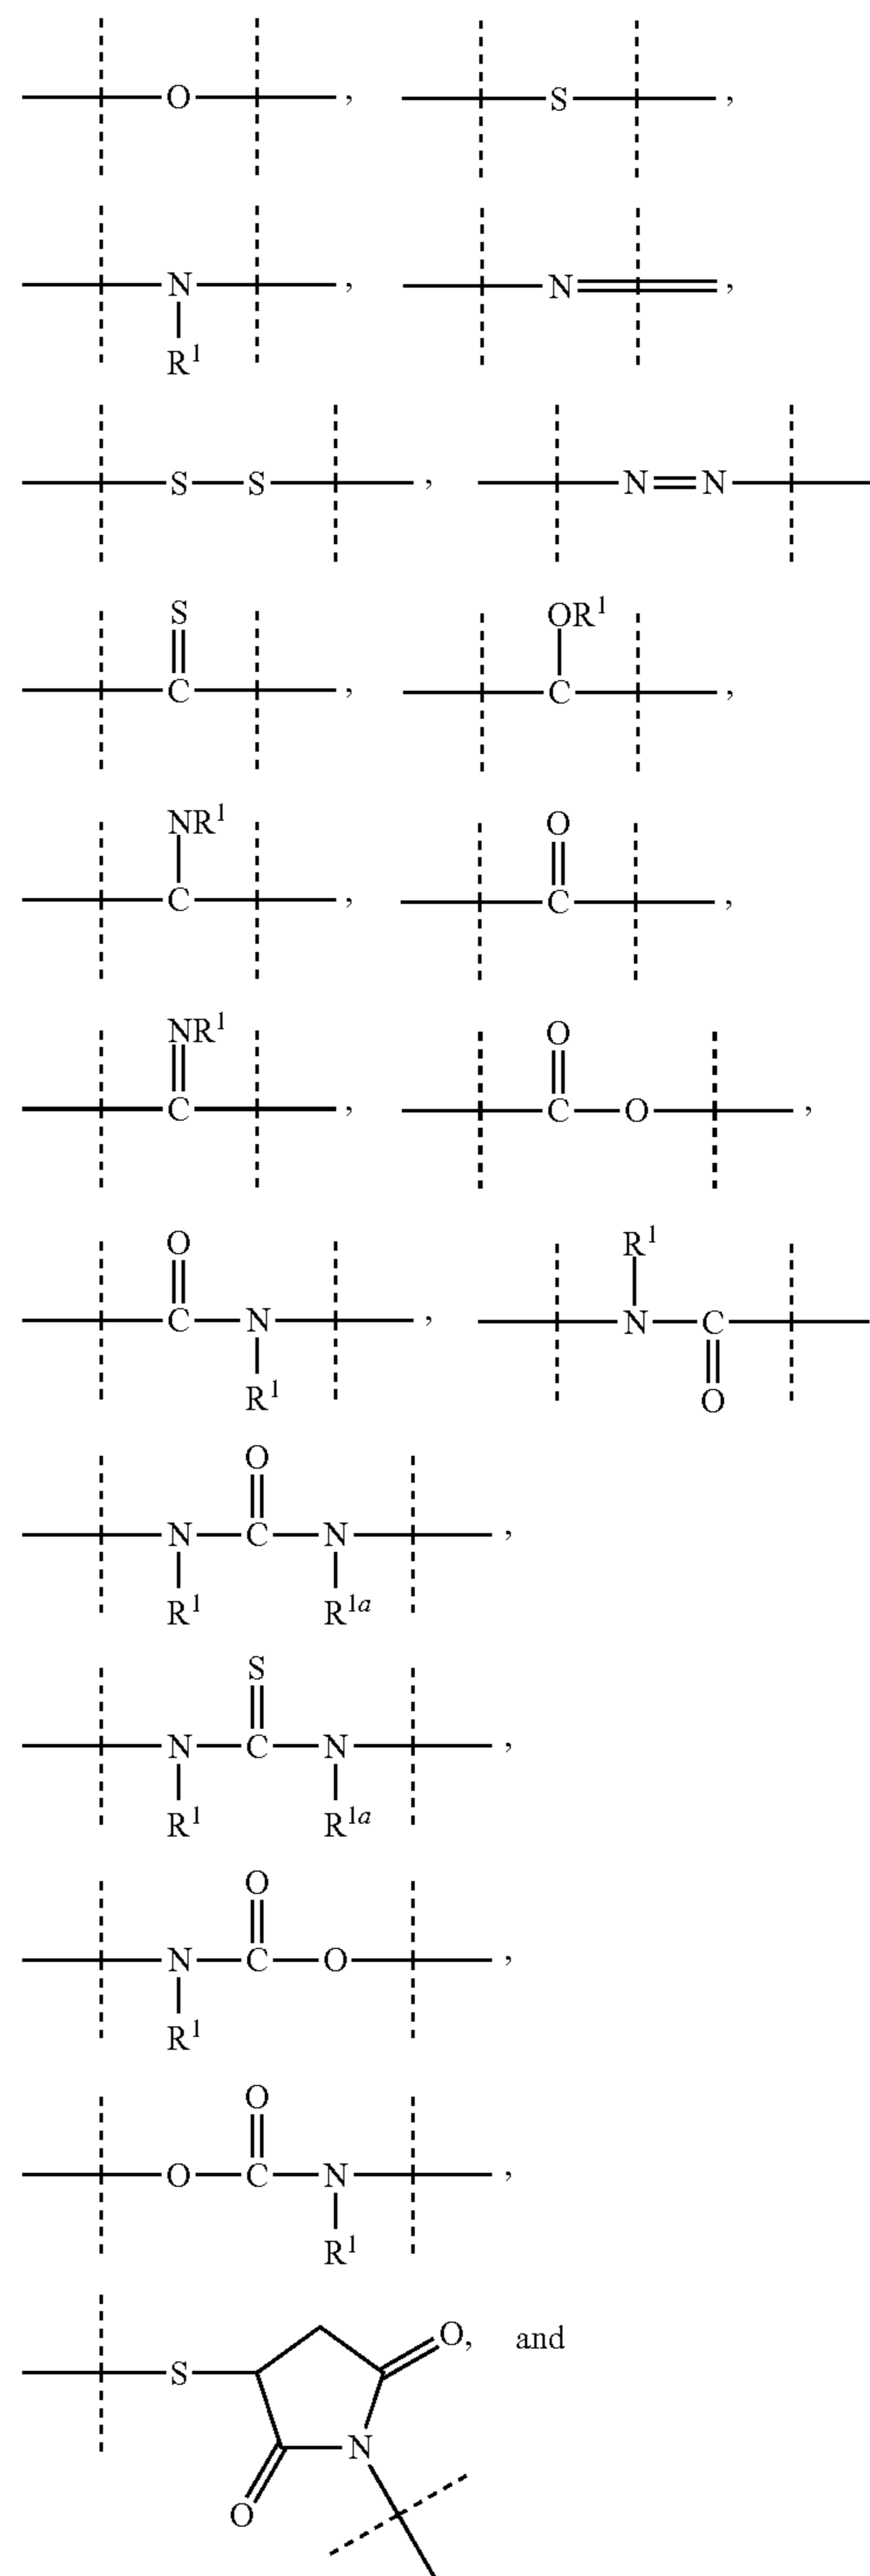 O , S ,
N , N ,
R¹
S S , N N
S OR¹
C , C ,
NR¹ O
C , C ,
NR¹ O
C , C O ,
O R¹
C N , N C
R¹ O
O
N C N ,
R¹ R¹ᵃ
S
N C N ,
R¹ R¹ᵃ
O
N C O ,
R¹
O
O C N ,
R¹
O, and
S
N
O